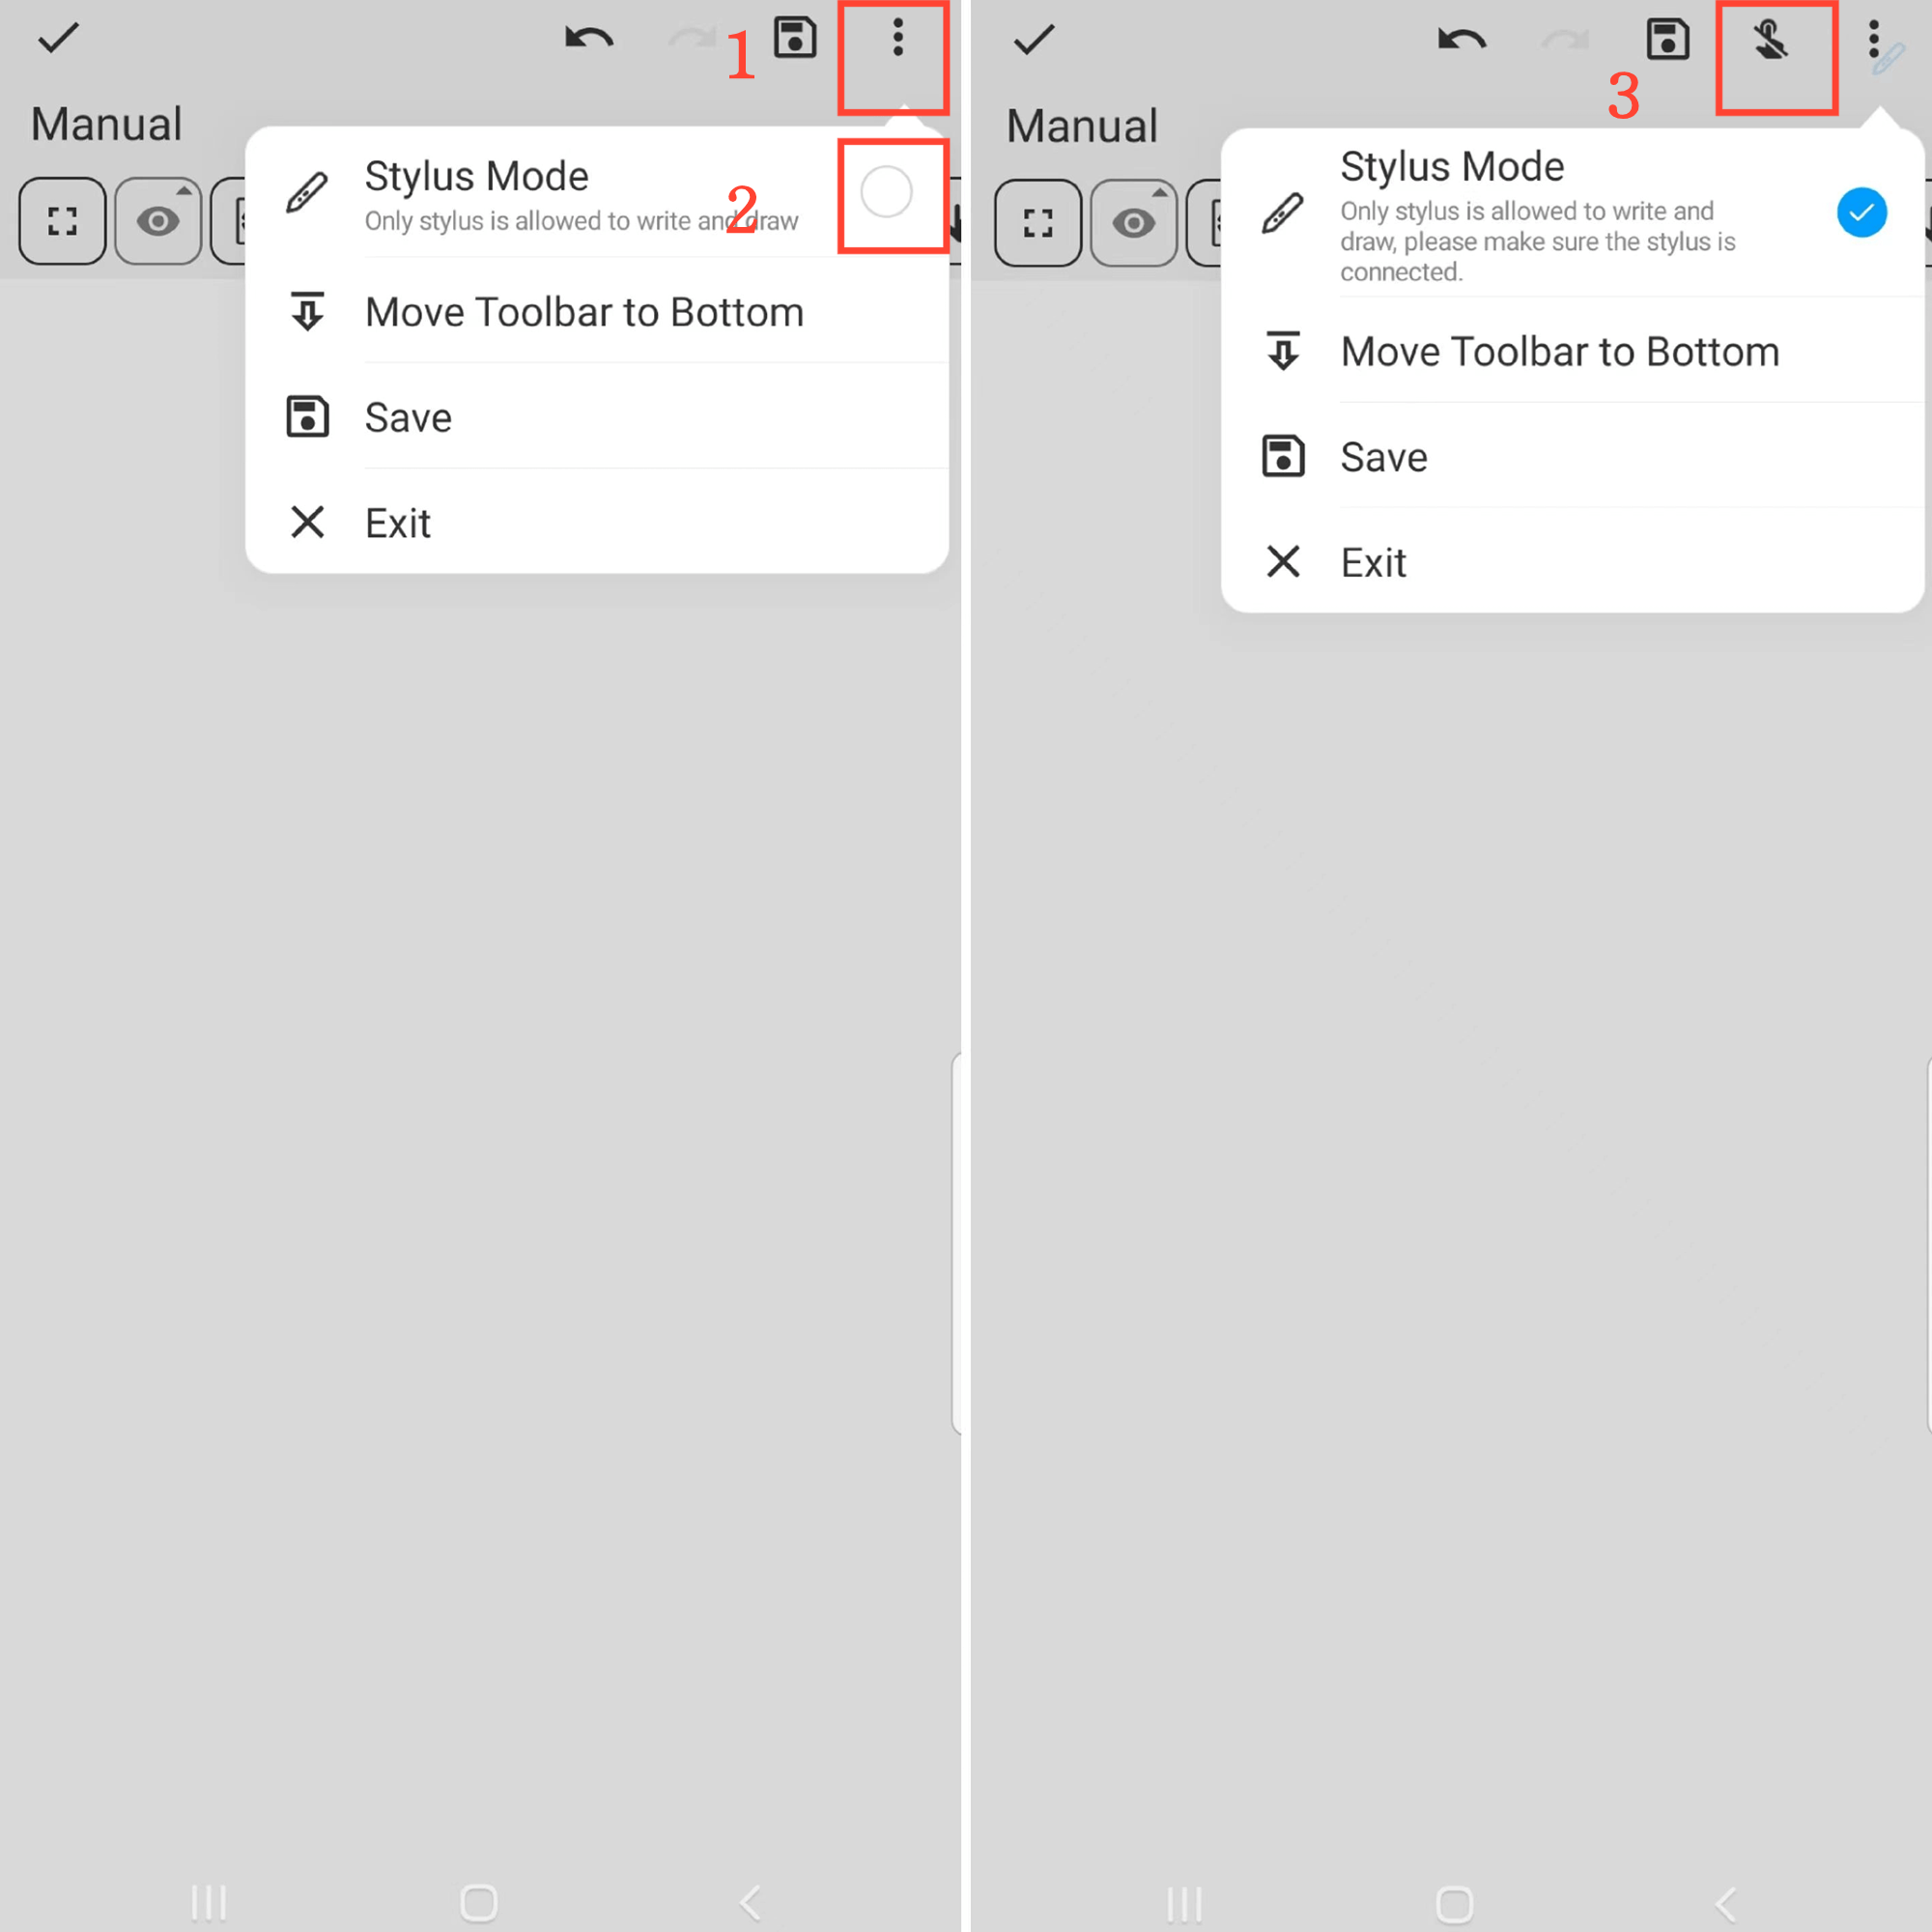 1
Manual
Stylus Mode
2
Only stylus is allowed to write and draw
Move Toolbar to Bottom
Save
Exit
3
Manual
Stylus Mode
Only stylus is allowed to write and
draw, please make sure the stylus is
connected.
Move Toolbar to Bottom
Save
Exit